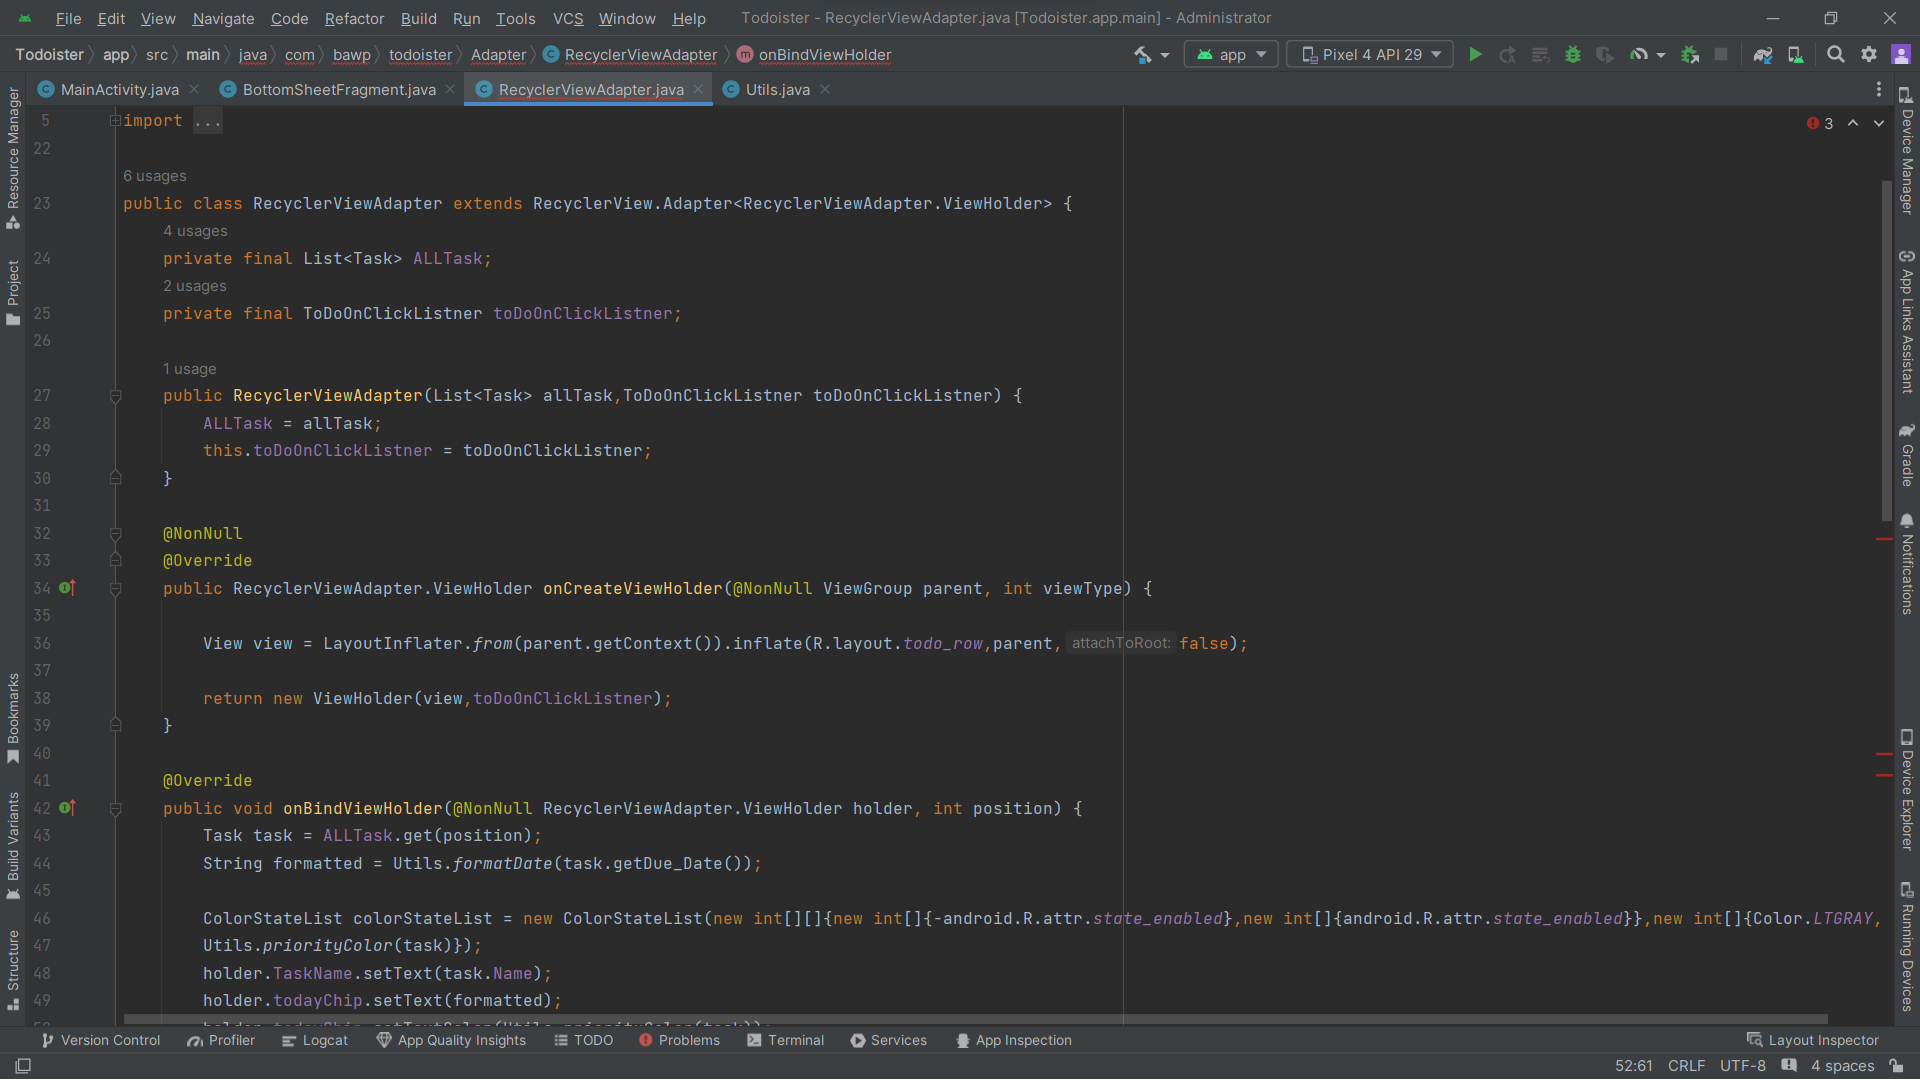 File Edit View Navigate Code Refactor Build Run Tools VCS Window Help Todoister - RecyclerViewAdapter.java [Todoister.app.main] - Administrator
Todoister app src main java com bawp todoister Adapter RecyclerViewAdapter onBindViewHolder app Pixel 4 API 29
MainActivity.java BottomSheetFragment.java RecyclerViewAdapter.java Utils.java
5 import ...
3
22
6 usages
23 public class RecyclerViewAdapter extends RecyclerView.Adapter<RecyclerViewAdapter.ViewHolder> {
4 usages
24 private final List<Task> ALLTask;
2 usages
25 private final ToDoOnClickListner toDoOnClickListner;
26
1 usage
27 public RecyclerViewAdapter(List<Task> allTask,ToDoOnClickListner toDoOnClickListner) {
28 ALLTask = allTask;
29 this.toDoOnClickListner = toDoOnClickListner;
30 }
31
32 @NonNull
33 @Override
34 public RecyclerViewAdapter.ViewHolder onCreateViewHolder(@NonNull ViewGroup parent, int viewType) {
35
36 View view = LayoutInflater.from(parent.getContext()).inflate(R.layout.todo_row,parent, attachToRoot: false);
37
38 return new ViewHolder(view,toDoOnClickListner);
39 }
40
41 @Override
42 public void onBindViewHolder(@NonNull RecyclerViewAdapter.ViewHolder holder, int position) {
43 Task task = ALLTask.get(position);
44 String formatted = Utils.formatDate(task.getDue_Date());
45
46 ColorStateList colorStateList = new ColorStateList(new int[][]{new int[]{-android.R.attr.state_enabled},new int[]{android.R.attr.state_enabled}},new int[]{Color.LTGRAY,
47 Utils.priorityColor(task)});
48 holder.TaskName.setText(task.Name);
49 holder.todayChip.setText(formatted);
Resource Manager
Project
Bookmarks
Build Variants
Structure
Device Manager
App Links Assistant
Gradle
Notifications
Device Explorer
Running Devices
Version Control Profiler Logcat App Quality Insights TODO Problems Terminal Services App Inspection Layout Inspector
52:61 CRLF UTF-8 4 spaces